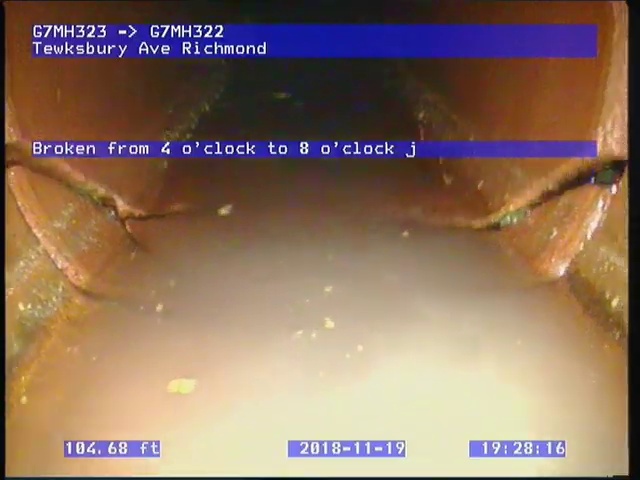 G7MH323 -> G7MH322
Tewksbury Ave Richmond
Broken from 4 o'clock to 8 o'clock j
104.68 ft 2018-11-19 19:28:16